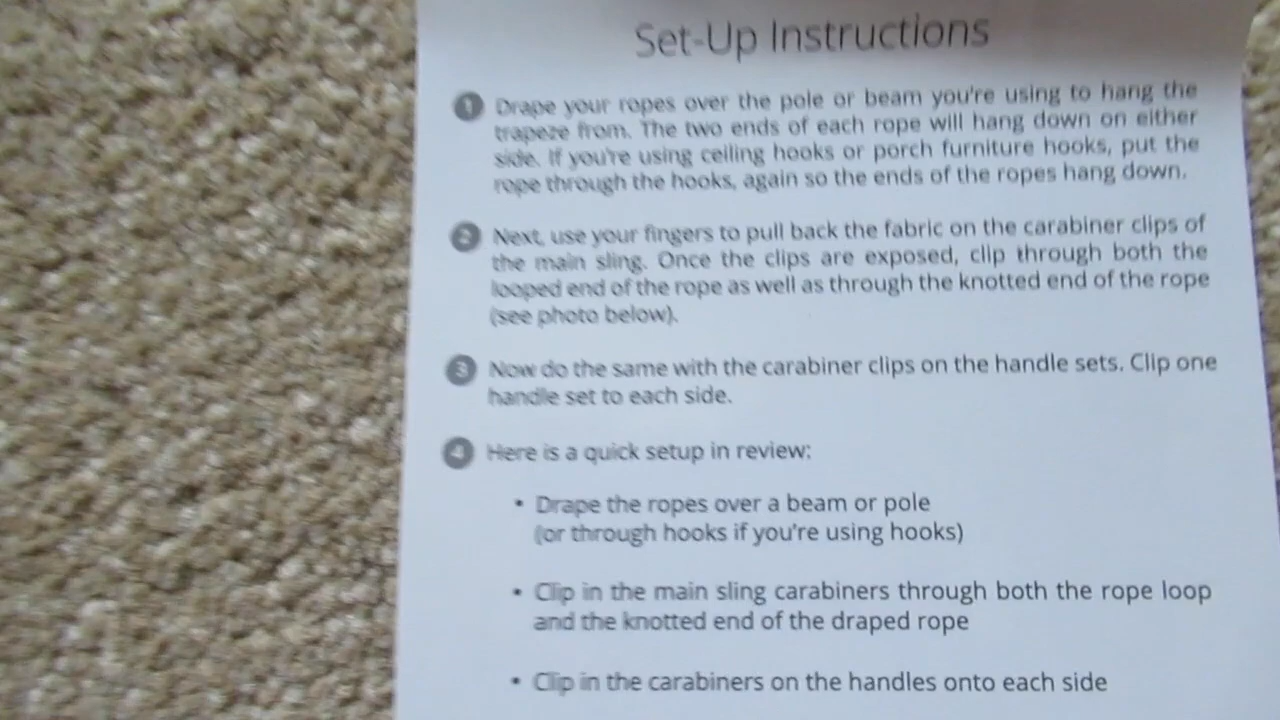 Set-Up Instructions
1 Drape your ropes over the pole or beam you're using to hang the
trapeze from. The two ends of each rope will hang down on either
side. If you're using ceiling hooks or porch furniture hooks, put the
rope through the hooks, again so the ends of the ropes hang down.
2 Next, use your fingers to pull back the fabric on the carabiner clips of
the main sling. Once the clips are exposed, clip through both the
looped end of the rope as well as through the knotted end of the rope
(see photo below).
3 Now do the same with the carabiner clips on the handle sets. Clip one
handle set to each side.
4 Here is a quick setup in review:
• Drape the ropes over a beam or pole
(or through hooks if you're using hooks)
• Clip in the main sling carabiners through both the rope loop
and the knotted end of the draped rope
• Clip in the carabiners on the handles onto each side